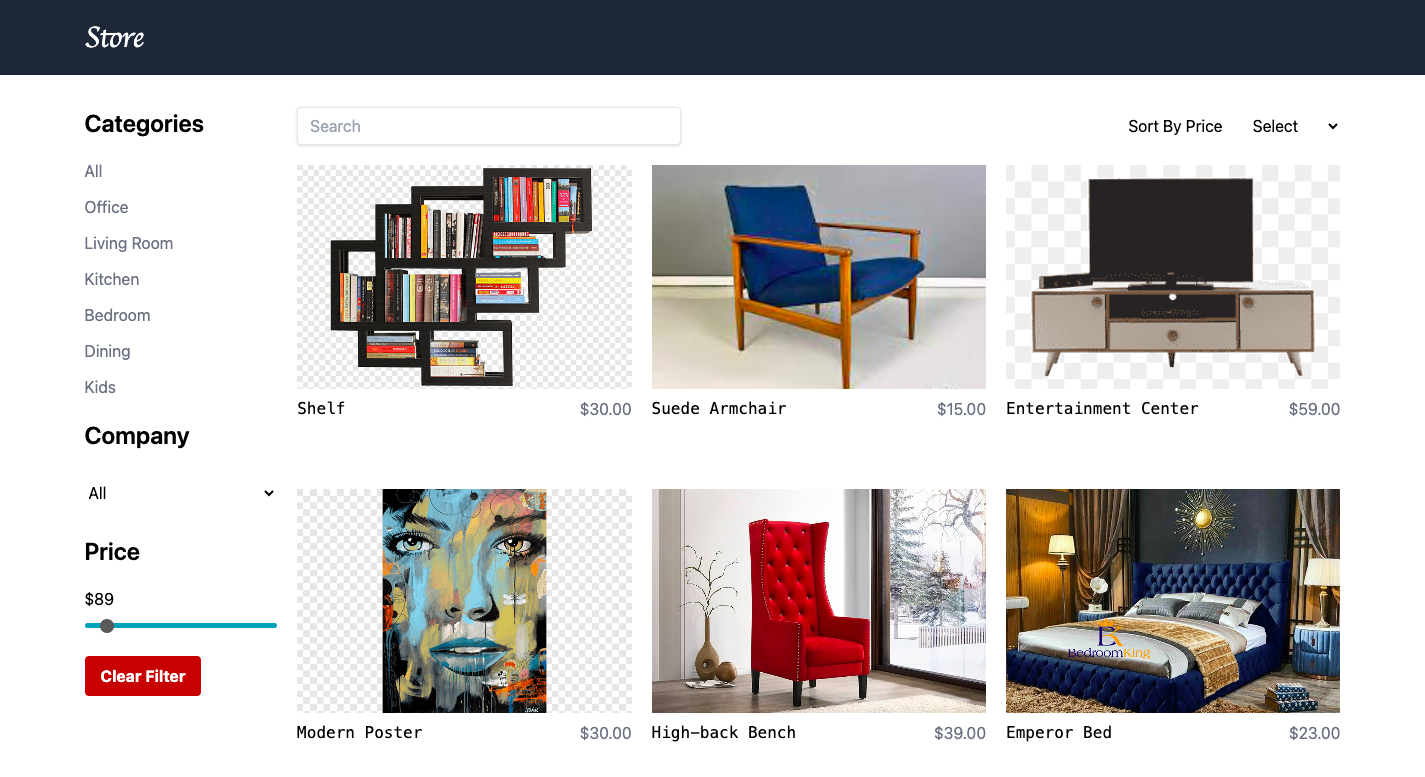 Store
Categories
All
Office
Living Room
Kitchen
Bedroom
Dining
Kids
Company
All
Price
$89
Clear Filter
Search
Sort By Price Select
Shelf $30.00
Suede Armchair $15.00
Entertainment Center $59.00
Modern Poster $30.00
High-back Bench $39.00
BedroomKing
Emperor Bed $23.00